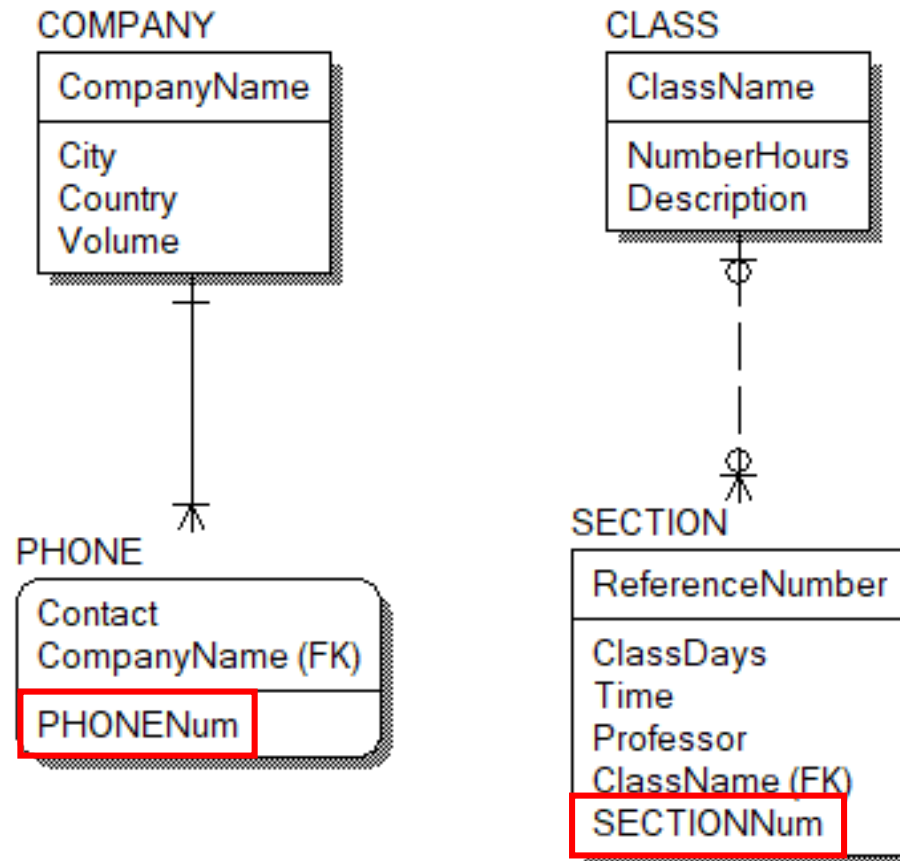 COMPANY
CompanyName
City
Country
Volume
PHONE
Contact
CompanyName (FK)
PHONENum
CLASS
ClassName
NumberHours
Description
SECTION
ReferenceNumber
ClassDays
Time
Professor
ClassName (FK)
SECTIONNum